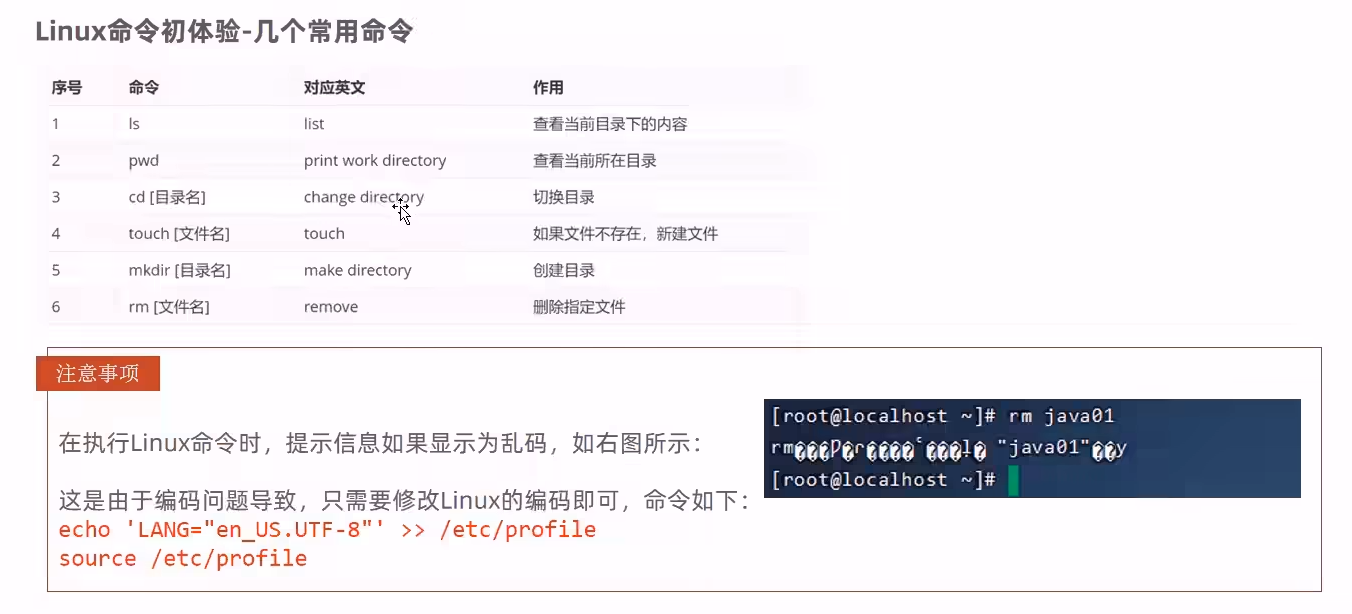 Linux命令初体验-几个常用命令
序号 命令 对应英文 作用
1 ls list 查看当前目录下的内容
2 pwd print work directory 查看当前所在目录
3 cd [目录名] change directory 切换目录
4 touch [文件名] touch 如果文件不存在，新建文件
5 mkdir [目录名] make directory 创建目录
6 rm [文件名] remove 删除指定文件
注意事项
在执行Linux命令时，提示信息如果显示为乱码，如右图所示：
这是由于编码问题导致，只需要修改Linux的编码即可，命令如下：
echo 'LANG="en_US.UTF-8"' >> /etc/profile
source /etc/profile
[root@localhost ~]# rm java01
rm "java01" y
[root@localhost ~]#